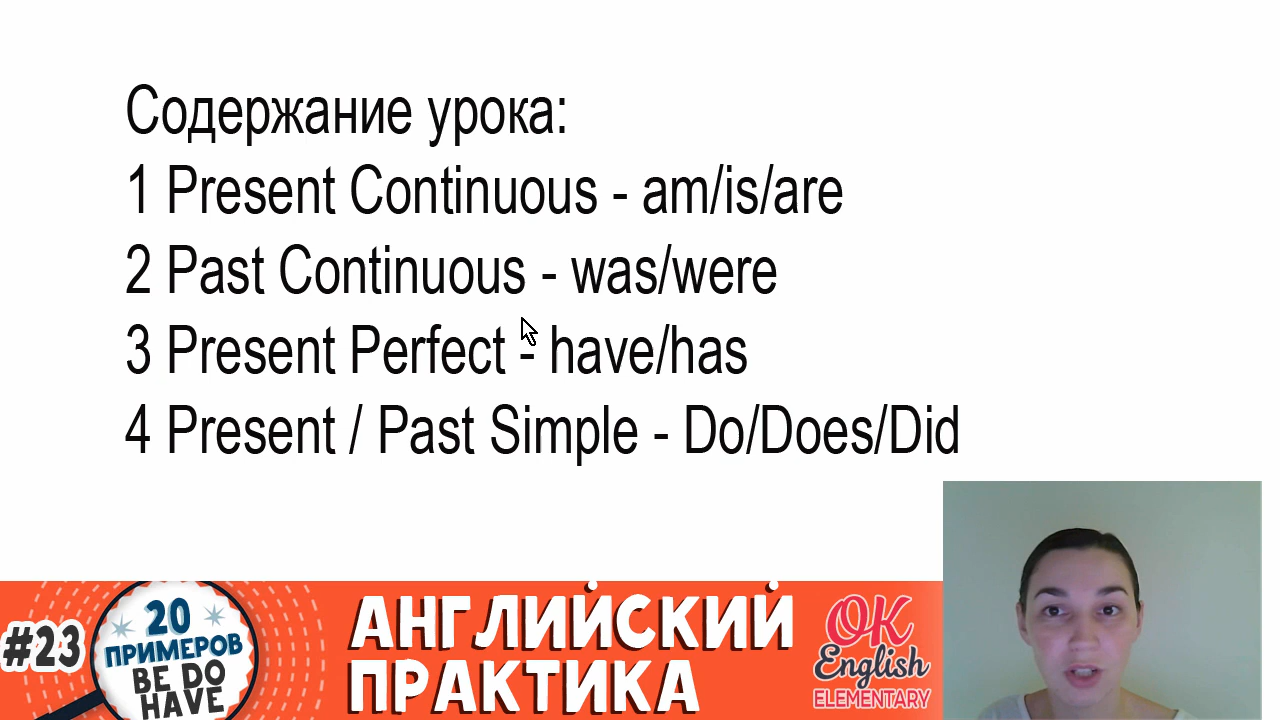 Содержание урока:
1 Present Continuous - am/is/are
2 Past Continuous - was/were
3 Present Perfect - have/has
4 Present / Past Simple - Do/Does/Did
#23
20
ПРИМЕРОВ
BE DO
HAVE
АНГЛИЙСКИЙ
ПРАКТИКА
OK
English
ELEMENTARY